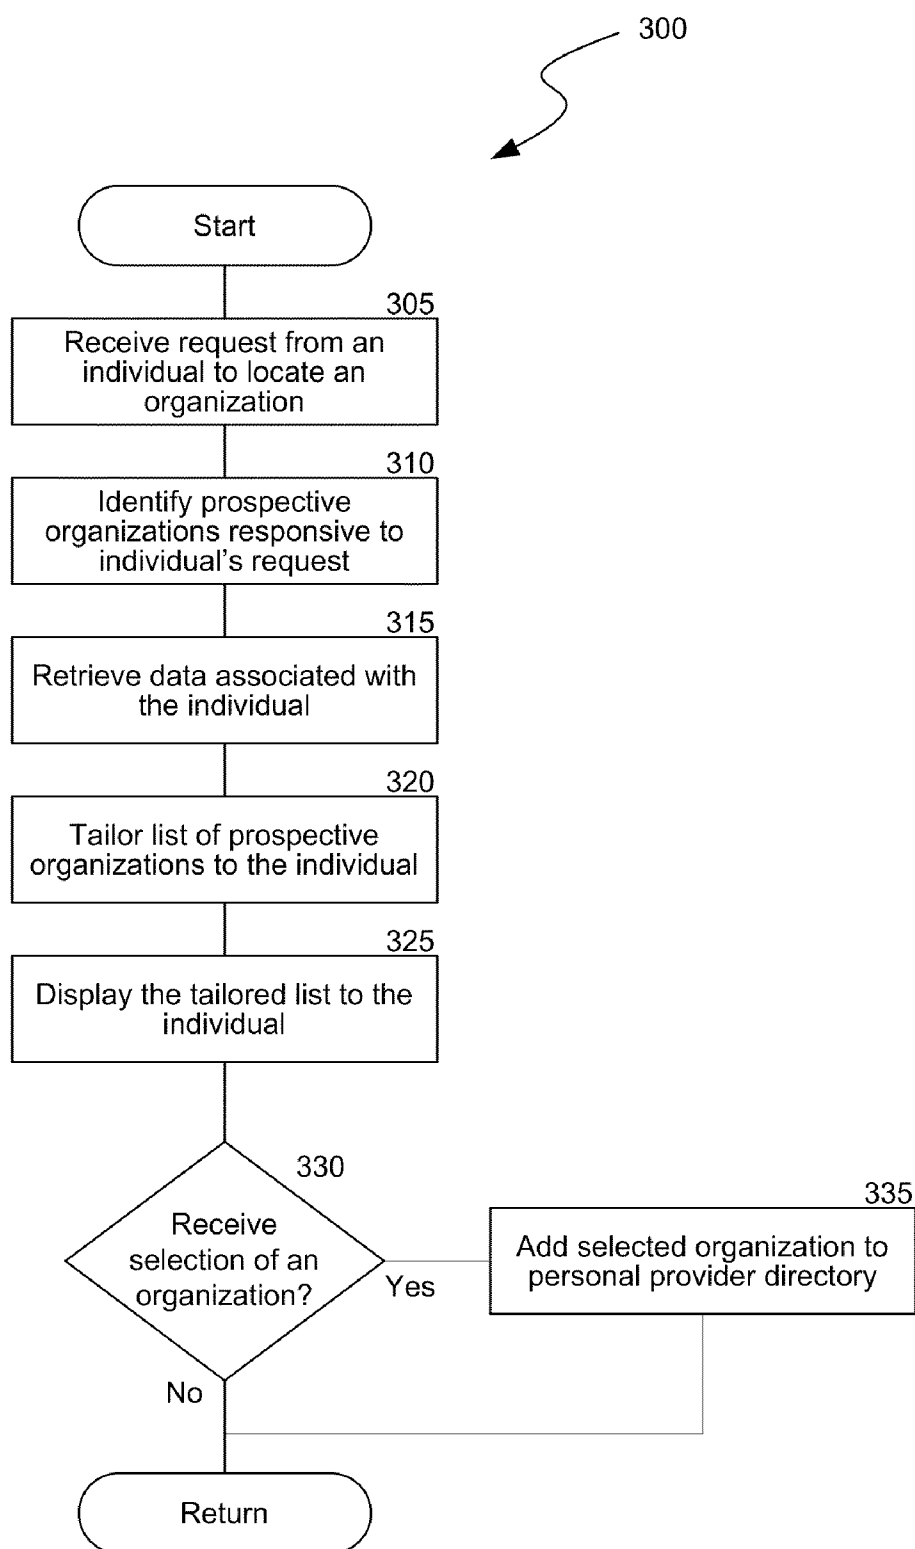 300
Start
305
Receive request from an
individual to locate an
organization
310
Identify prospective
organizations responsive to
individual's request
315
Retrieve data associated with
the individual
320
Tailor list of prospective
organizations to the individual
325
Display the tailored list to the
individual
330
Receive
selection of an
organization?
Yes
335
Add selected organization to
personal provider directory
No
Return